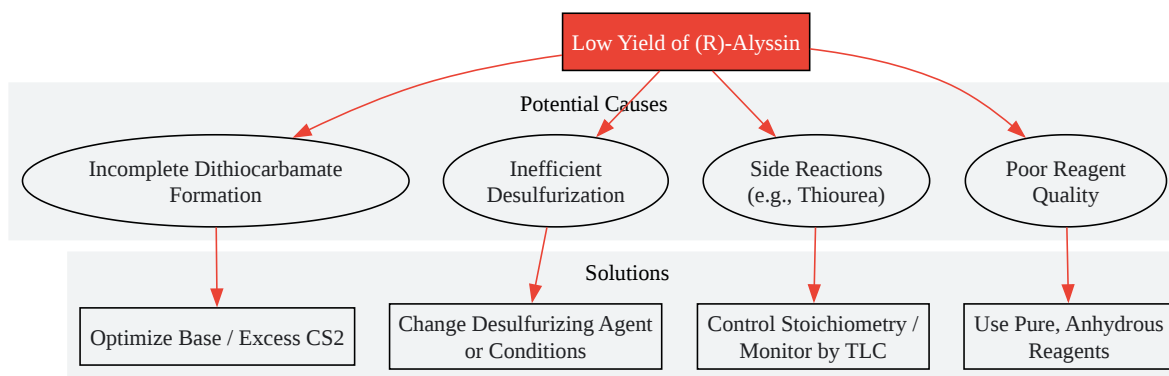 Low Yield of (R)-Alyssin
Potential Causes
Incomplete Dithiocarbamate
Formation
Inefficient
Desulfurization
Side Reactions
(e.g., Thiourea)
Poor Reagent
Quality
Solutions
Optimize Base / Excess CS2
Change Desulfurizing Agent
or Conditions
Control Stoichiometry /
Monitor by TLC
Use Pure, Anhydrous
Reagents